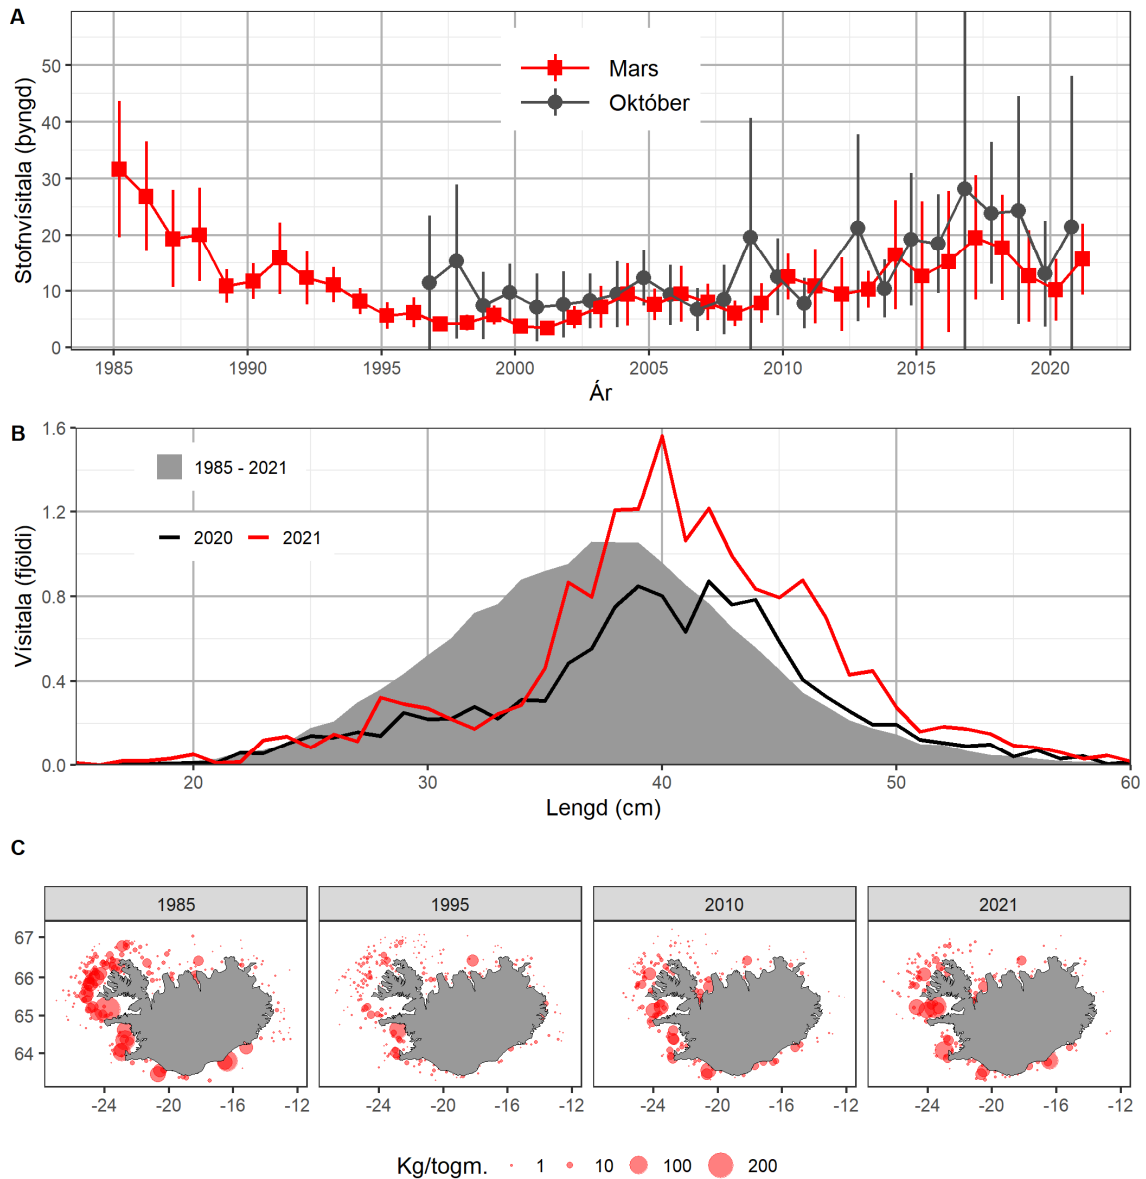 A
Stofnvísitala (þyngd)
50
40
30
20
10
0
Mars
Október
1985 1990 1995 2000 2005 2010 2015 2020
Ár
B
Vísitala (fjöldi)
1.6
1.2
0.8
0.4
0.0
1985 - 2021
2020 2021
20 30 40 50 60
Lengd (cm)
C
1985 1995 2010 2021
67
66
65
64
-24 -20 -16 -12 -24 -20 -16 -12 -24 -20 -16 -12 -24 -20 -16 -12
Kg/togm. 1 10 100 200